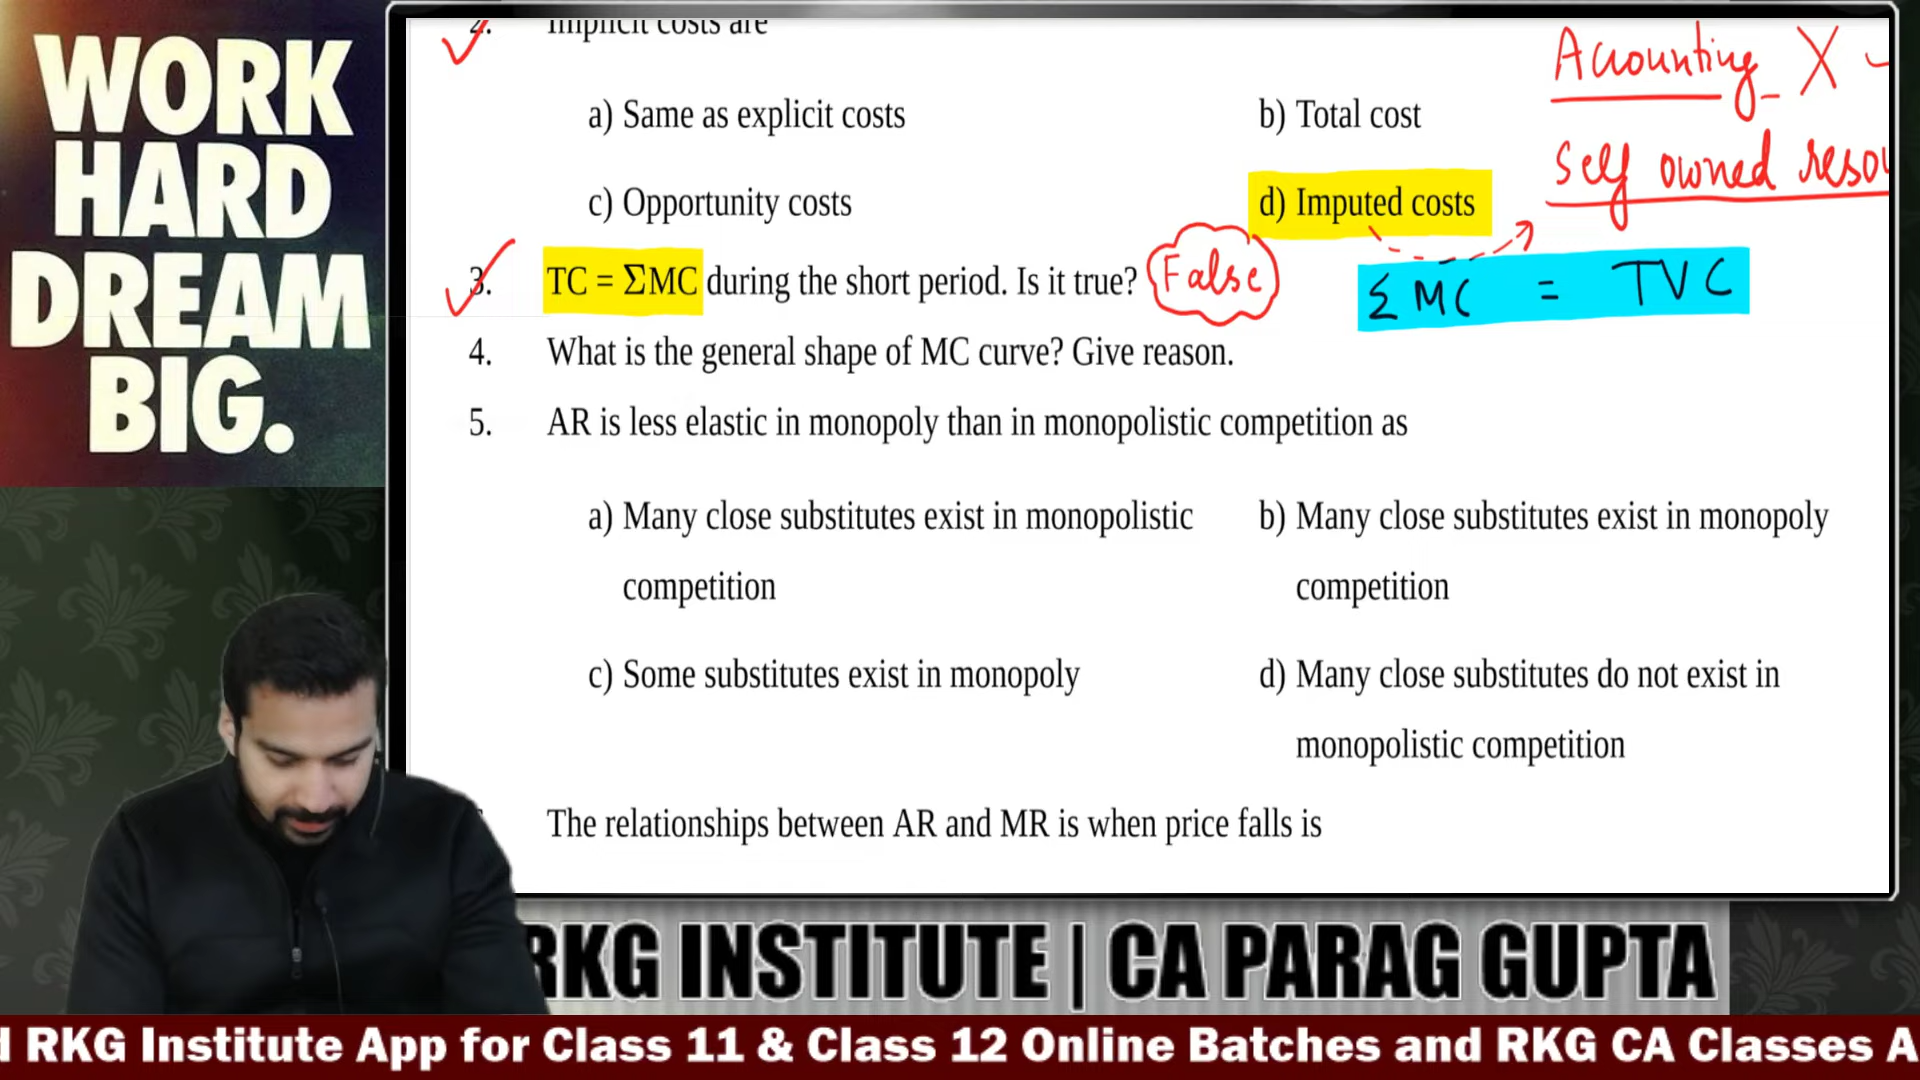 WORK
HARD
DREAM
BIG.
2. Implicit costs are
a) Same as explicit costs
b) Total cost
c) Opportunity costs
d) Imputed costs
Accounting X
Self owned
3. TC = ΣMC during the short period. Is it true? False
Σ MC = TVC
4. What is the general shape of MC curve? Give reason.
5. AR is less elastic in monopoly than in monopolistic competition as
a) Many close substitutes exist in monopolistic
competition
b) Many close substitutes exist in monopoly
competition
c) Some substitutes exist in monopoly
d) Many close substitutes do not exist in
monopolistic competition
The relationships between AR and MR is when price falls is
RKG INSTITUTE | CA PARAG GUPTA
RKG Institute App for Class 11 & Class 12 Online Batches and RKG CA Classes A